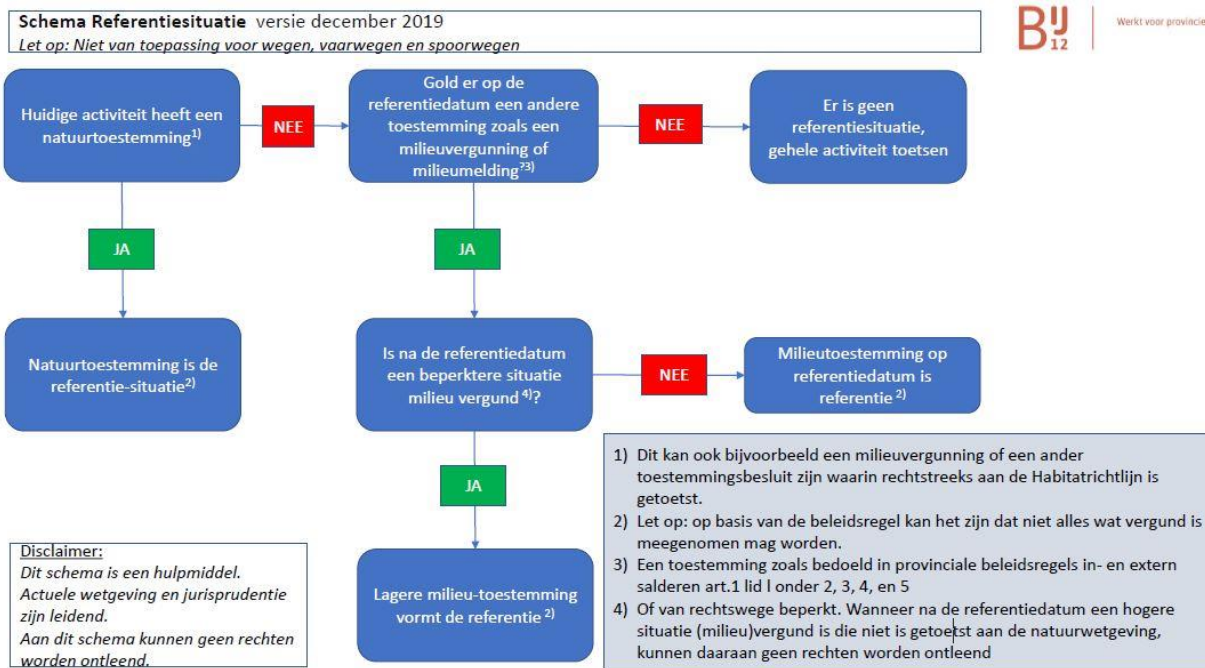 Schema Referentiesituatie versie december 2019
Let op: Niet van toepassing voor wegen, vaarwegen en spoorwegen
BIJ
12
Werkt voor provincie
Huidige activiteit heeft een
natuurtoestemming1)
NEE
Gold er op de
referentiedatum een andere
toestemming zoals een
milieuvergunning of
milieumelding?3)
NEE
Er is geen
referentiesituatie,
gehele activiteit toetsen
JA
JA
Natuurtoestemming is de
referentie-situatie2)
Is na de referentiedatum
een beperktere situatie
milieu vergund 4)?
NEE
Milieutoestemming op
referentiedatum is
referentie 2)
JA
Lagere milieu-toestemming
vormt de referentie 2)
Disclaimer:
Dit schema is een hulpmiddel.
Actuele wetgeving en jurisprudentie
zijn leidend.
Aan dit schema kunnen geen rechten
worden ontleend.
1) Dit kan ook bijvoorbeeld een milieuvergunning of een ander
toestemmingsbesluit zijn waarin rechtstreeks aan de Habitatrichtlijn is
getoetst.
2) Let op: op basis van de beleidsregel kan het zijn dat niet alles wat vergund is
meegenomen mag worden.
3) Een toestemming zoals bedoeld in provinciale beleidsregels in- en extern
salderen art.1 lid l onder 2, 3, 4, en 5
4) Of van rechtswege beperkt. Wanneer na de referentiedatum een hogere
situatie (milieu)vergund is die niet is getoetst aan de natuurwetgeving,
kunnen daaraan geen rechten worden ontleend